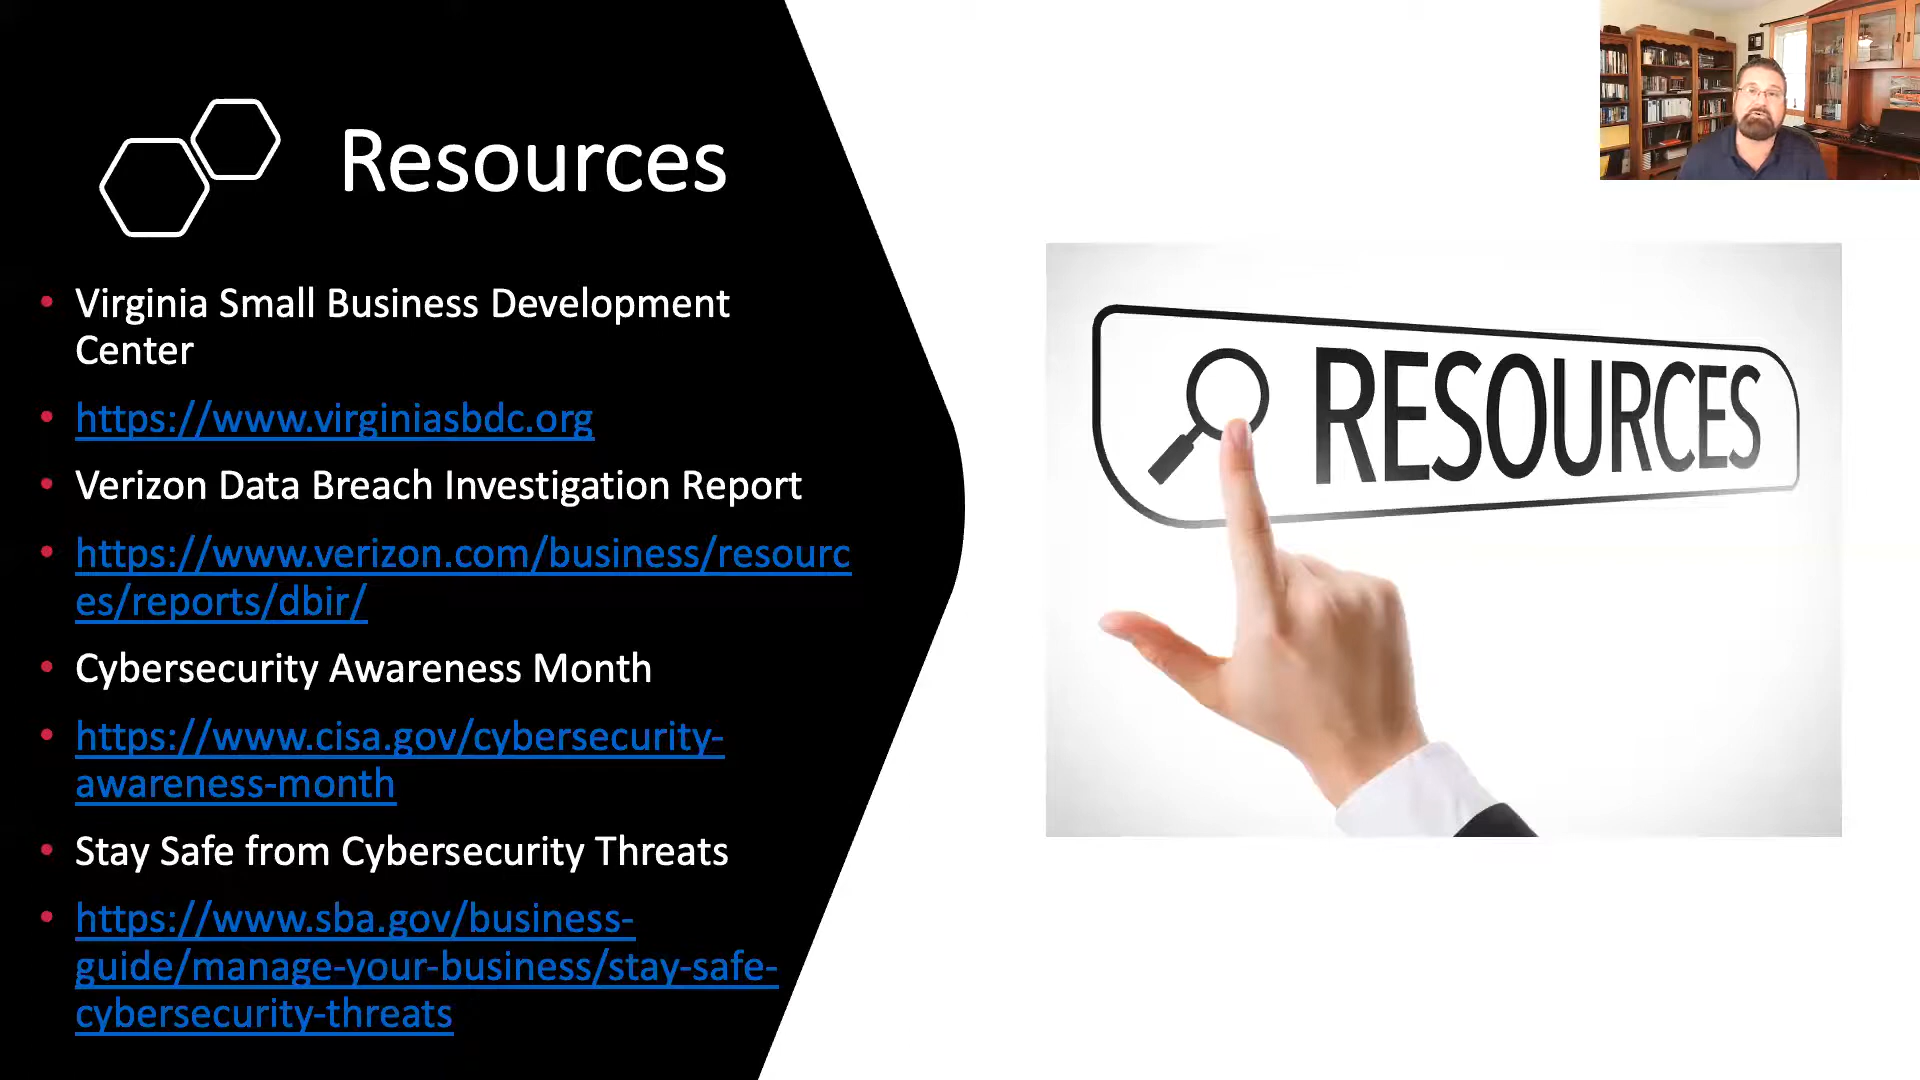 Resources
• Virginia Small Business Development
Center
• https://www.virginiasbdc.org
• Verizon Data Breach Investigation Report
• https://www.verizon.com/business/resourc
es/reports/dbir/
• Cybersecurity Awareness Month
• https://www.cisa.gov/cybersecurity-
awareness-month
• Stay Safe from Cybersecurity Threats
• https://www.sba.gov/business-
guide/manage-your-business/stay-safe-
cybersecurity-threats
RESOURCES